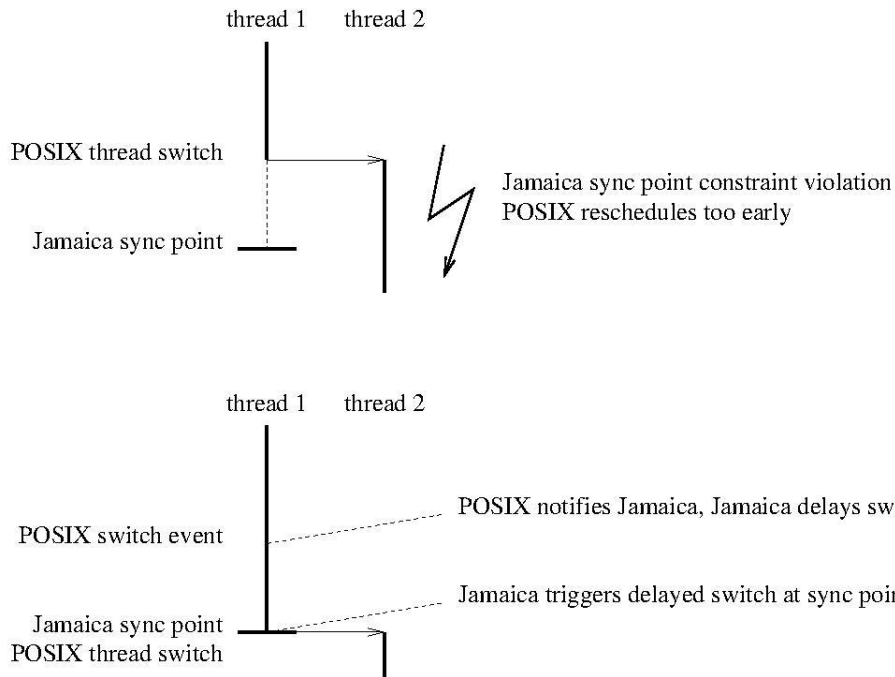 thread 1 thread 2
POSIX thread switch
Jamaica sync point constraint violation
POSIX reschedules too early
Jamaica sync point
thread 1 thread 2
POSIX notifies Jamaica, Jamaica delays sw
POSIX switch event
Jamaica triggers delayed switch at sync poi
Jamaica sync point
POSIX thread switch